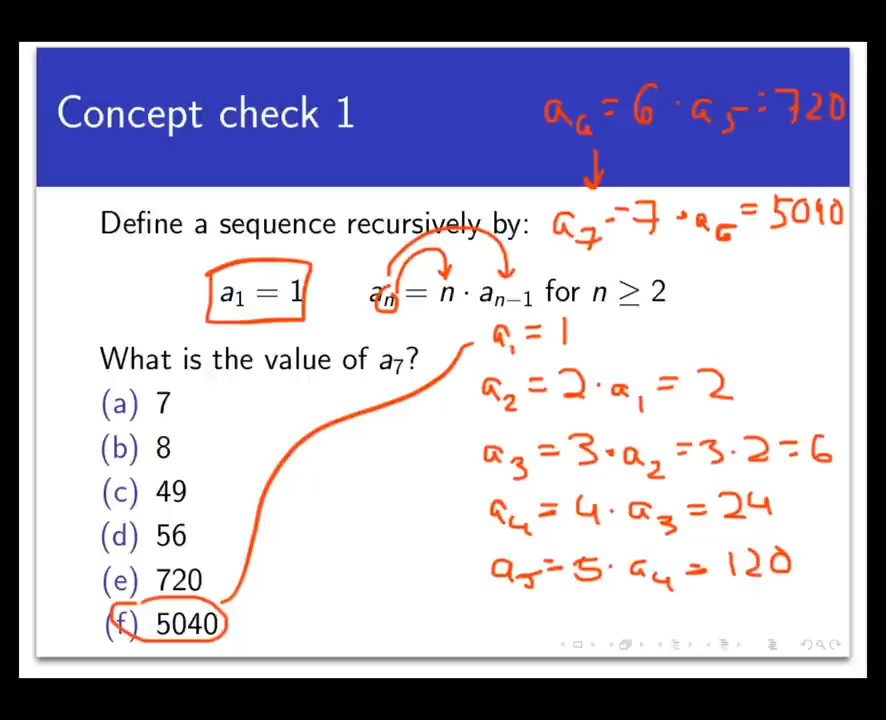 Concept check 1
a₆ = 6 · a₅ = 720
Define a sequence recursively by:
a₇ = 7 · a₆ = 5040
a₁ = 1 aₙ = n · aₙ₋₁ for n ≥ 2
What is the value of a₇?
(a) 7
(b) 8
(c) 49
(d) 56
(e) 720
(f) 5040
a₁ = 1
a₂ = 2 · a₁ = 2
a₃ = 3 · a₂ = 3 · 2 = 6
a₄ = 4 · a₃ = 24
a₅ = 5 · a₄ = 120